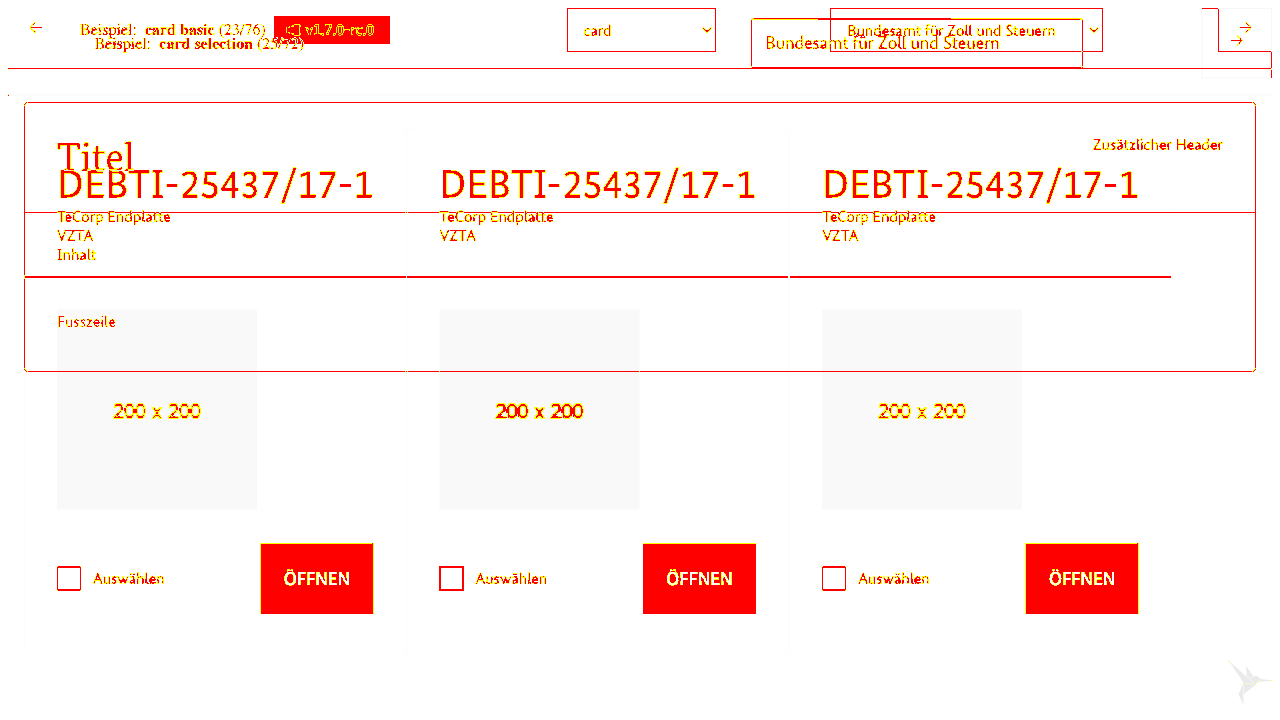 Beispiel: card basic (23/76)
v1.7.0-rc.0
card
Bundesamt für Zoll und Steuern
Beispiel: card selection (25/72)
Bundesamt für Zoll und Steuern
Titel
Zusätzlicher Header
DEBTI-25437/17-1 DEBTI-25437/17-1 DEBTI-25437/17-1
TeCorp Endplatte TeCorp Endplatte TeCorp Endplatte
VZTA VZTA VZTA
Inhalt
Fusszeile
200 x 200 200 x 200 200 x 200
Auswählen ÖFFNEN Auswählen ÖFFNEN Auswählen ÖFFNEN